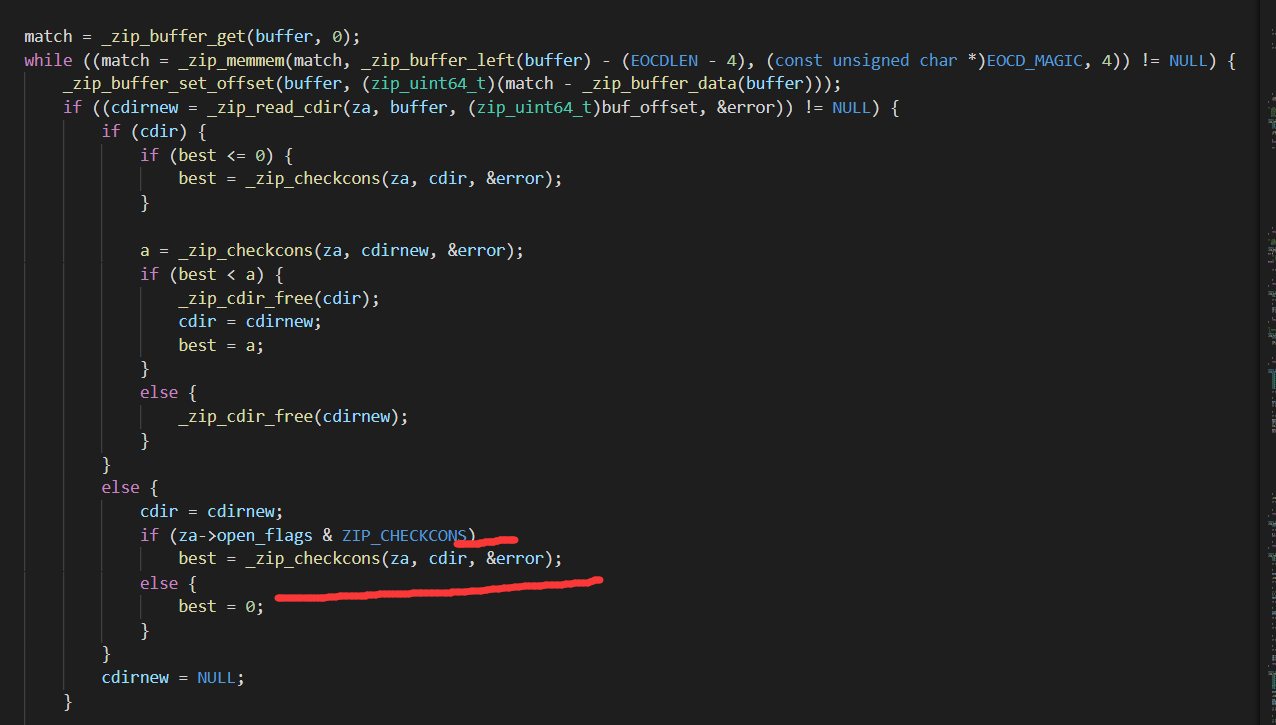 match = _zip_buffer_get(buffer, 0);
while ((match = _zip_memmem(match, _zip_buffer_left(buffer) - (EOCDLEN - 4), (const unsigned char *)EOCD_MAGIC, 4)) != NULL) {
_zip_buffer_set_offset(buffer, (zip_uint64_t)(match - _zip_buffer_data(buffer)));
if ((cdirnew = _zip_read_cdir(za, buffer, (zip_uint64_t)buf_offset, &error)) != NULL) {
if (cdir) {
if (best <= 0) {
best = _zip_checkcons(za, cdir, &error);
}
a = _zip_checkcons(za, cdirnew, &error);
if (best < a) {
_zip_cdir_free(cdir);
cdir = cdirnew;
best = a;
}
else {
_zip_cdir_free(cdirnew);
}
}
else {
cdir = cdirnew;
if (za->open_flags & ZIP_CHECKCONS)
best = _zip_checkcons(za, cdir, &error);
else {
best = 0;
}
}
cdirnew = NULL;
}